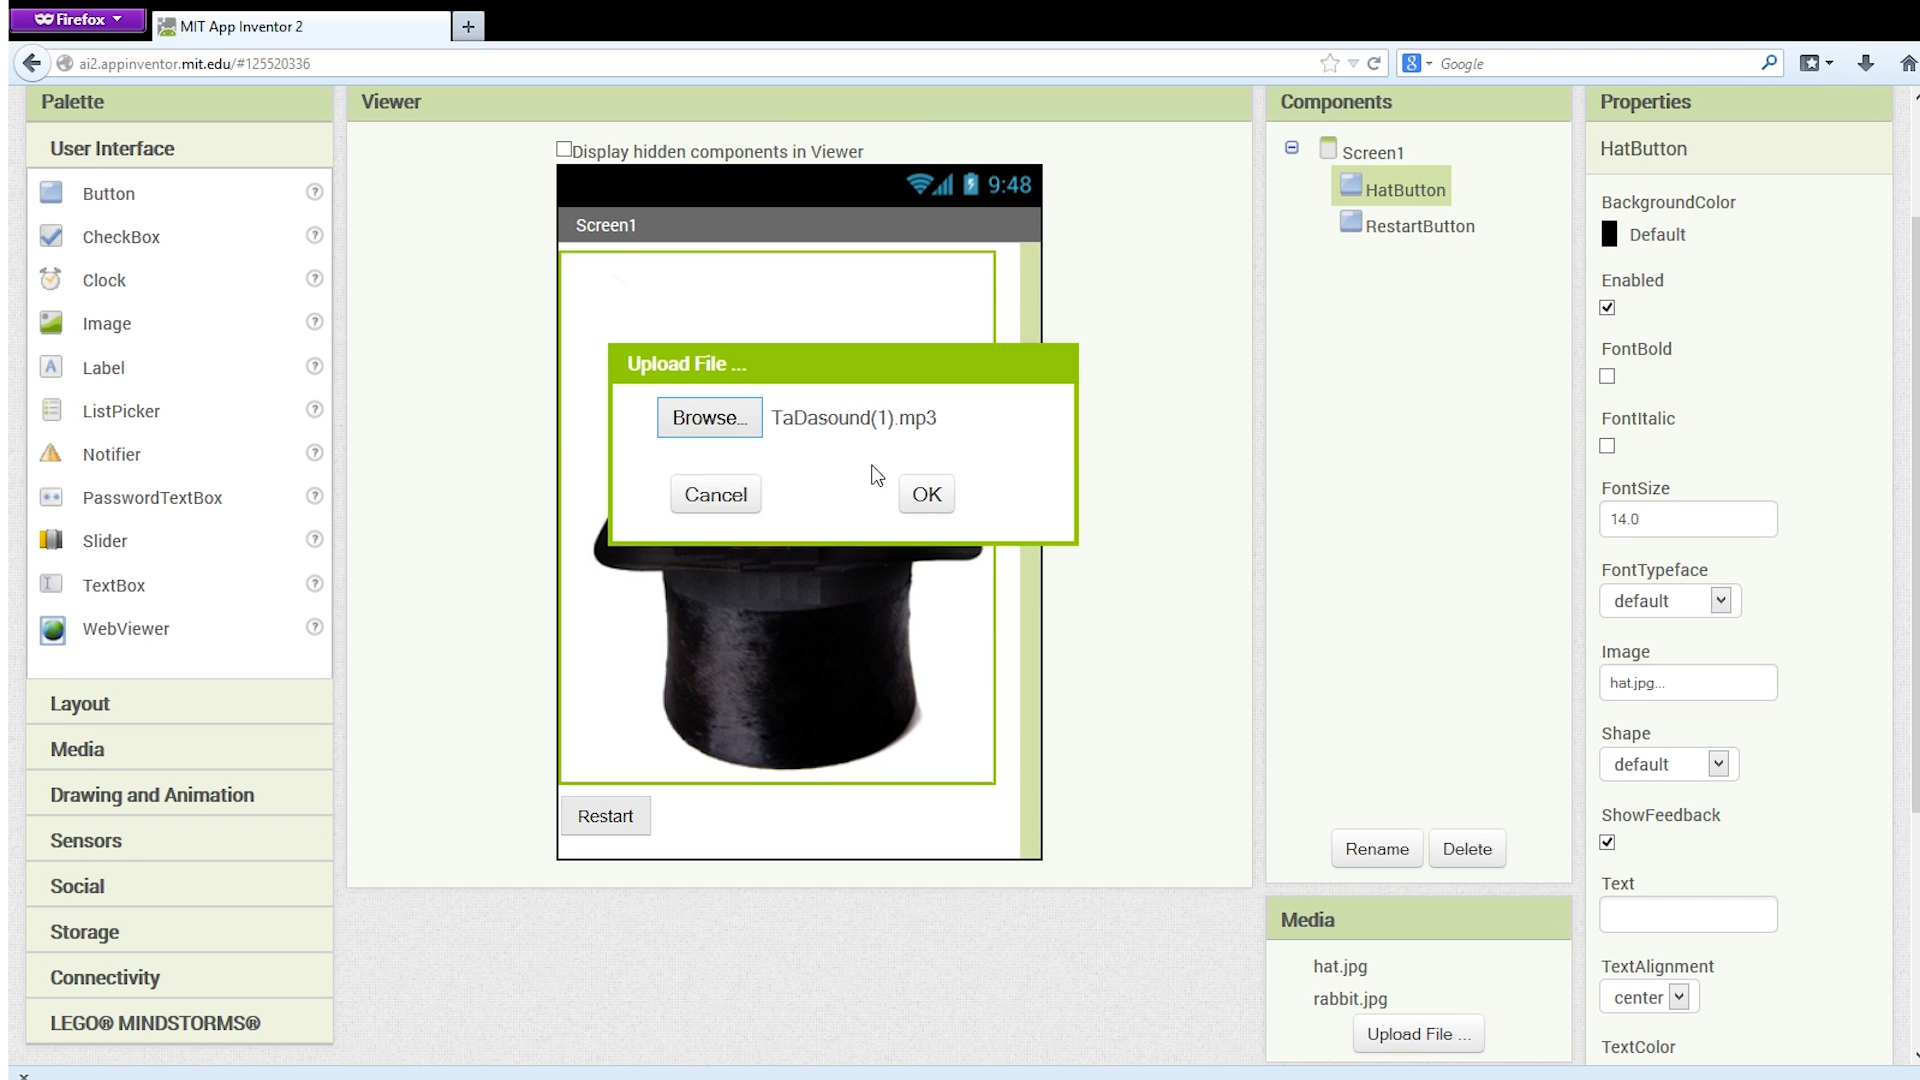 Firefox
MIT App Inventor 2
ai2.appinventor.mit.edu/#125520336
Google
Palette
User Interface
Button
CheckBox
Clock
Image
Label
ListPicker
Notifier
PasswordTextBox
Slider
TextBox
WebViewer
Layout
Media
Drawing and Animation
Sensors
Social
Storage
Connectivity
LEGO® MINDSTORMS®
Viewer
Display hidden components in Viewer
9:48
Screen1
Upload File ...
Browse... TaDasound(1).mp3
Cancel OK
Restart
Components
Screen1
HatButton
RestartButton
Rename Delete
Media
hat.jpg
rabbit.jpg
Upload File ...
Properties
HatButton
BackgroundColor
Default
Enabled
FontBold
FontItalic
FontSize
14.0
FontTypeface
default
Image
hat.jpg...
Shape
default
ShowFeedback
Text
TextAlignment
center
TextColor